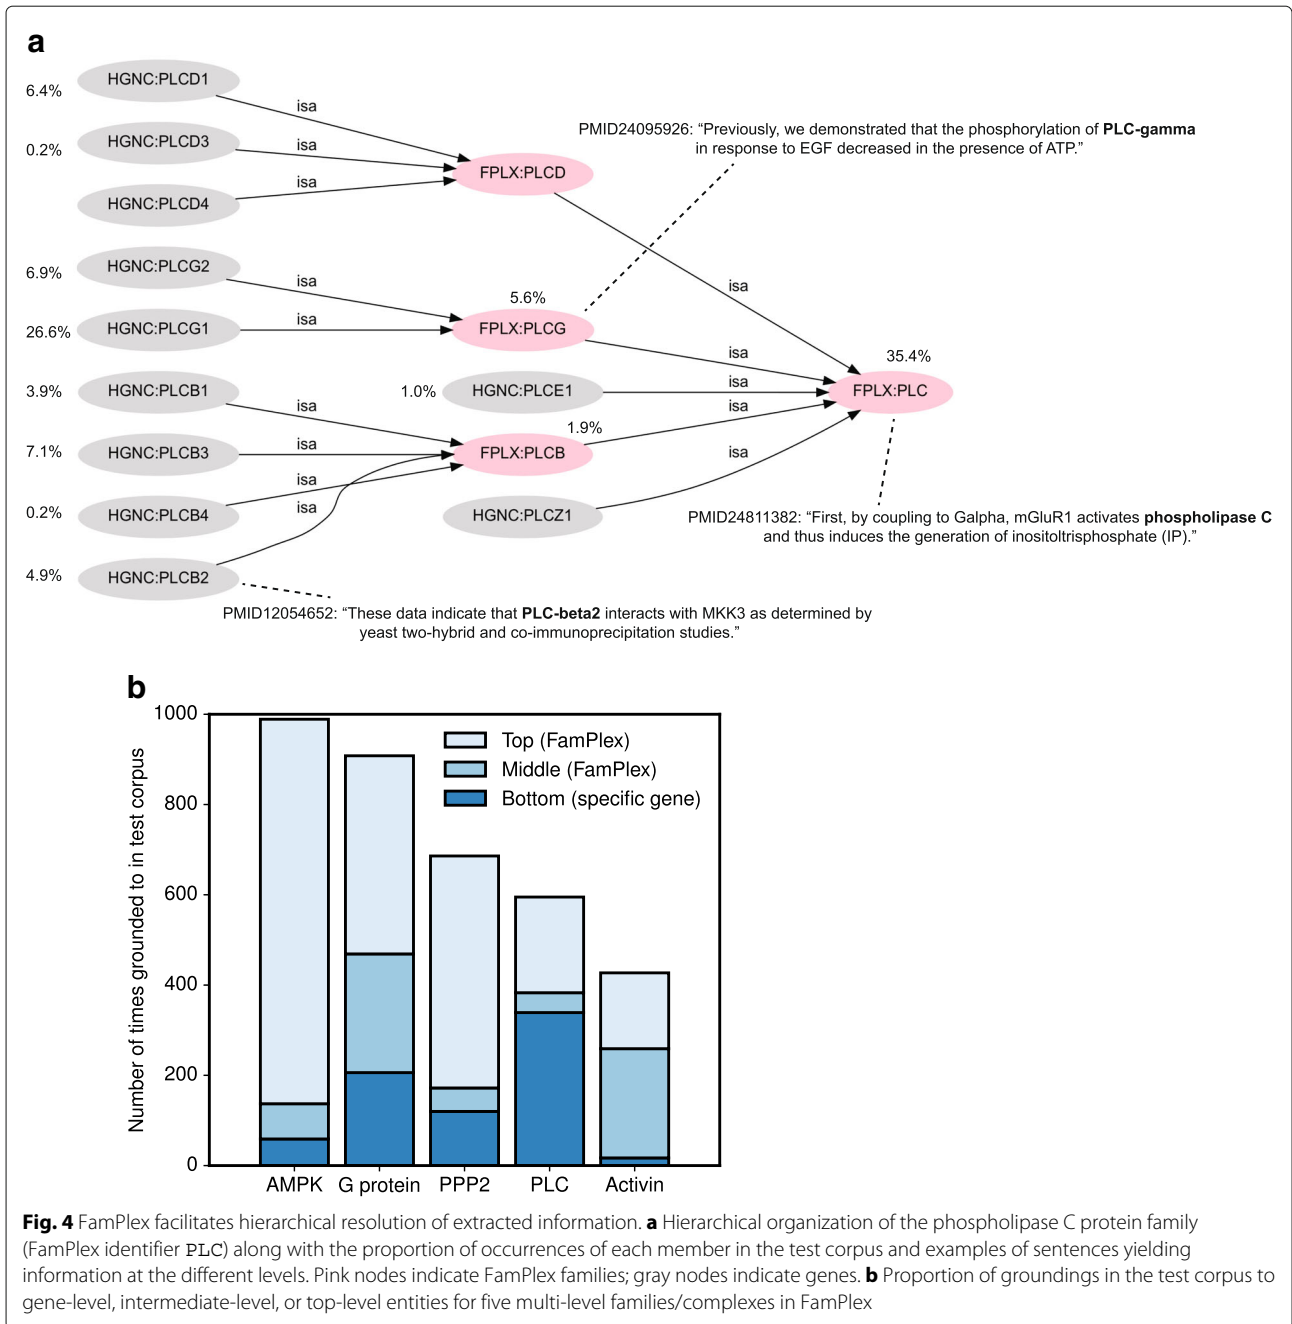 a
HGNC:PLCD1
6.4%
isa
HGNC:PLCD3
0.2%
isa
HGNC:PLCD4
isa
FPLX:PLCD
PMID24095926: “Previously, we demonstrated that the phosphorylation of PLC-gamma
in response to EGF decreased in the presence of ATP.”
HGNC:PLCG2
6.9%
isa
HGNC:PLCG1
26.6%
isa
5.6%
FPLX:PLCG
isa
isa
HGNC:PLCB1
3.9%
isa
1.0%
HGNC:PLCE1
isa
35.4%
FPLX:PLC
HGNC:PLCB3
7.1%
isa
1.9%
FPLX:PLCB
isa
HGNC:PLCB4
0.2%
isa
isa
HGNC:PLCZ1
isa
HGNC:PLCB2
4.9%
PMID24811382: “First, by coupling to Galpha, mGluR1 activates phospholipase C
and thus induces the generation of inositoltrisphosphate (IP).”
PMID12054652: “These data indicate that PLC-beta2 interacts with MKK3 as determined by
yeast two-hybrid and co-immunoprecipitation studies.”
b
Number of times grounded to in test corpus
1000
800
600
400
200
0
Top (FamPlex)
Middle (FamPlex)
Bottom (specific gene)
AMPK G protein PPP2 PLC Activin
Fig. 4 FamPlex facilitates hierarchical resolution of extracted information. a Hierarchical organization of the phospholipase C protein family
(FamPlex identifier PLC) along with the proportion of occurrences of each member in the test corpus and examples of sentences yielding
information at the different levels. Pink nodes indicate FamPlex families; gray nodes indicate genes. b Proportion of groundings in the test corpus to
gene-level, intermediate-level, or top-level entities for five multi-level families/complexes in FamPlex